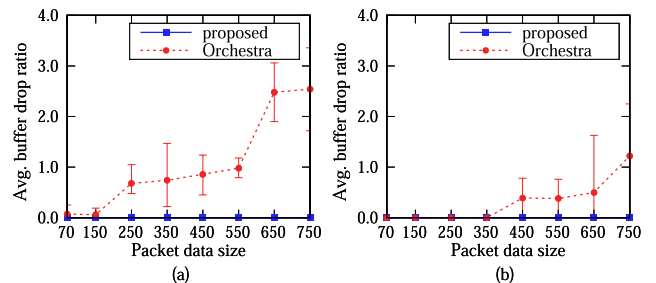 4.0
3.0
2.0
1.0
0.0
Avg. buffer drop ratio
proposed
Orchestra
70 150 250 350 450 550 650 750
Packet data size
(a)
4.0
3.0
2.0
1.0
0.0
Avg. buffer drop ratio
proposed
Orchestra
70 150 250 350 450 550 650 750
Packet data size
(b)